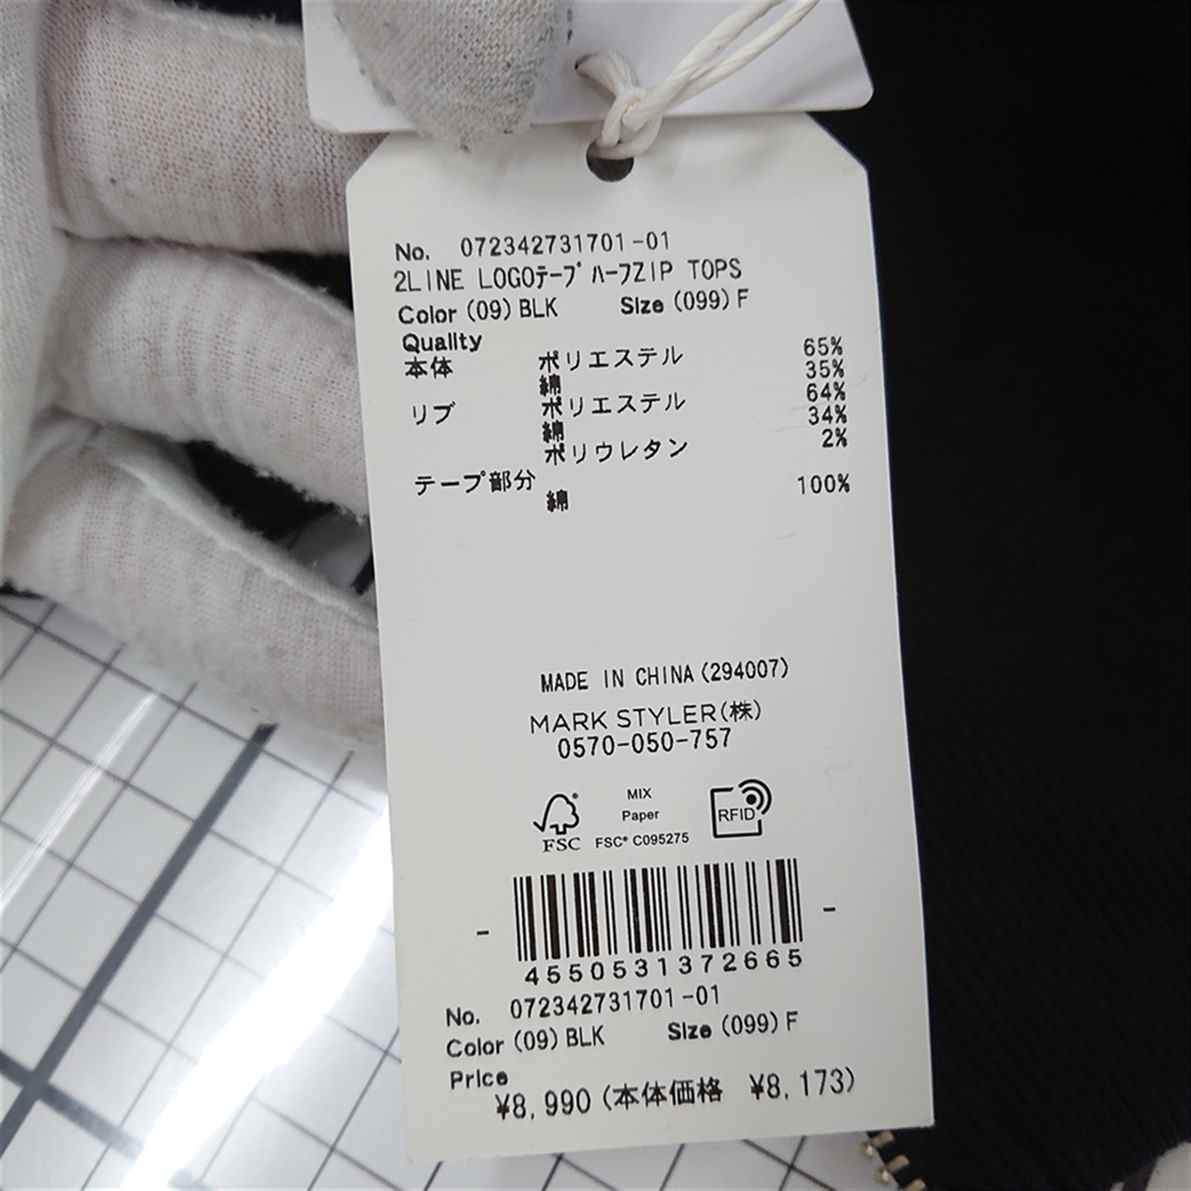 No. 072342731701-01
2LINE LOGOﾃｰﾌﾟ ﾊｰﾌZIP TOPS
Color (09) BLK Size (099) F
Quality
本体 ポリエステル 65%
綿 35%
リブ ポリエステル 64%
綿 34%
ポリウレタン 2%
テープ部分
綿 100%
MADE IN CHINA (294007)
MARK STYLER(株)
0570-050-757
MIX
Paper
FSC FSC® C095275
RFID
4550531372665
No. 072342731701-01
Color (09) BLK Size (099) F
Price
¥8,990 (本体価格 ¥8,173)